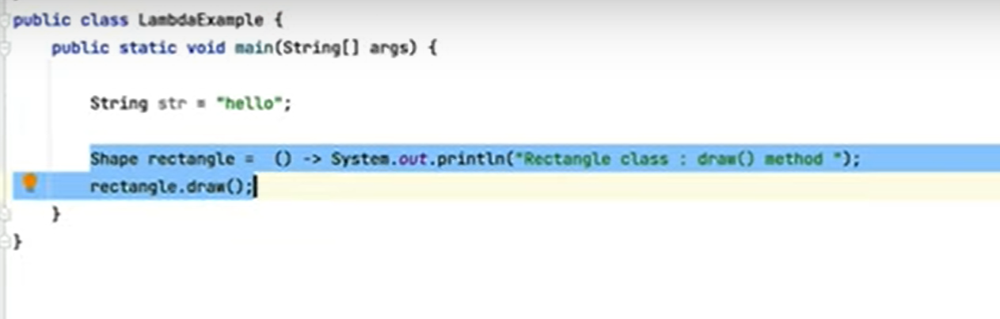 public class LambdaExample {
public static void main(String[] args) {
String str = "hello";
Shape rectangle =  () -> System.out.println("Rectangle class : draw() method ");
rectangle.draw();
}
}